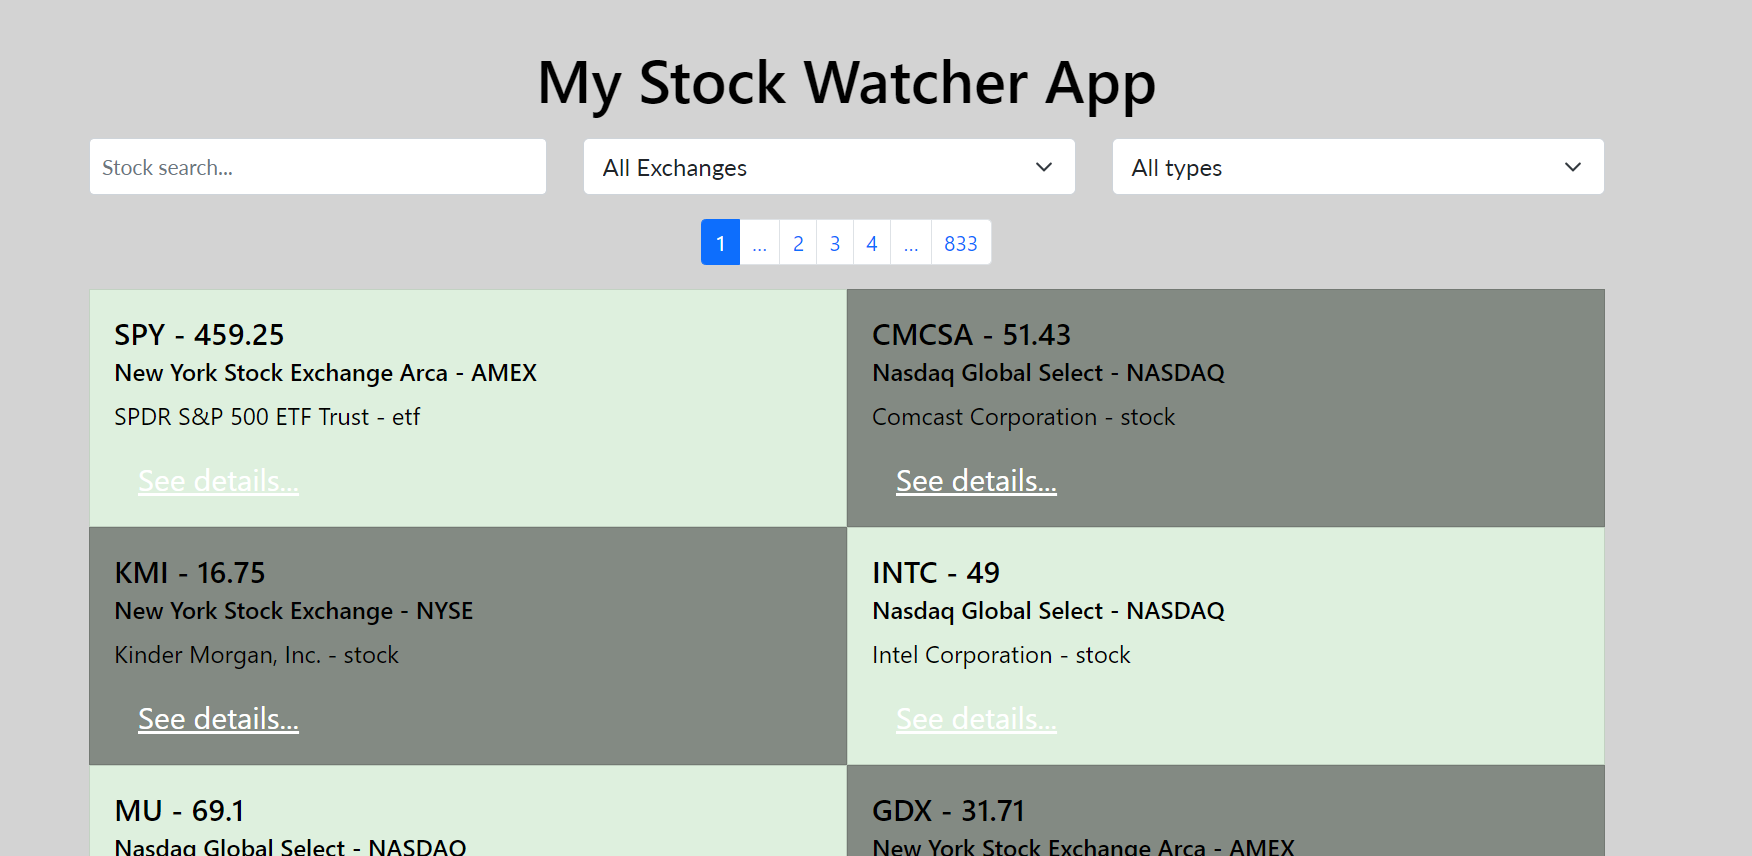 My Stock Watcher App
Stock search...
All Exchanges
All types
1 ... 2 3 4 ... 833
SPY - 459.25
New York Stock Exchange Arca - AMEX
SPDR S&P 500 ETF Trust - etf
See details...
CMCSA - 51.43
Nasdaq Global Select - NASDAQ
Comcast Corporation - stock
See details...
KMI - 16.75
New York Stock Exchange - NYSE
Kinder Morgan, Inc. - stock
See details...
INTC - 49
Nasdaq Global Select - NASDAQ
Intel Corporation - stock
See details...
MU - 69.1
Nasdaq Global Select - NASDAQ
GDX - 31.71
New York Stock Exchange Arca - AMEX